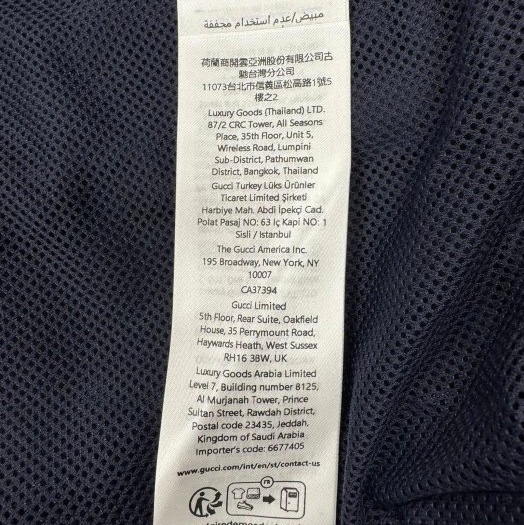 مبيض/عدم استخدام مجففة
荷蘭商開雲亞洲股份有限公司古
馳台灣分公司
11073台北市信義區松高路1號5
樓之2
Luxury Goods (Thailand) LTD.
87/2 CRC Tower, All Seasons
Place, 35th Floor, Unit 5,
Wireless Road, Lumpini
Sub-District, Pathumwan
District, Bangkok, Thailand
Gucci Turkey Lüks Ürünler
Ticaret Limited Şirketi
Harbiye Mah. Abdi İpekçi Cad.
Polat Pasaj NO: 63 İç Kapi NO: 1
Sisli / Istanbul
The Gucci America Inc.
195 Broadway, New York, NY
10007
CA37394
Gucci Limited
5th Floor, Rear Suite, Oakfield
House, 35 Perrymount Road,
Haywards Heath, West Sussex
RH16 3BW, UK
Luxury Goods Arabia Limited
Level 7, Building number 8125,
Al Murjanah Tower, Prince
Sultan Street, Rawdah District,
Postal code 23435, Jeddah,
Kingdom of Saudi Arabia
Importer's code: 6677405
www.gucci.com/int/en/st/contact-us
FR